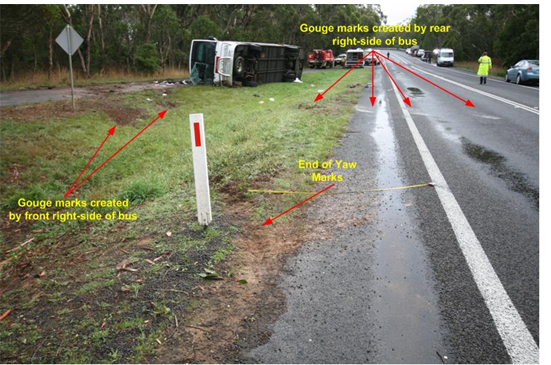 Gouge marks created by rear
right-side of bus
End of Yaw
Marks
Gouge marks created
by front right-side of bus